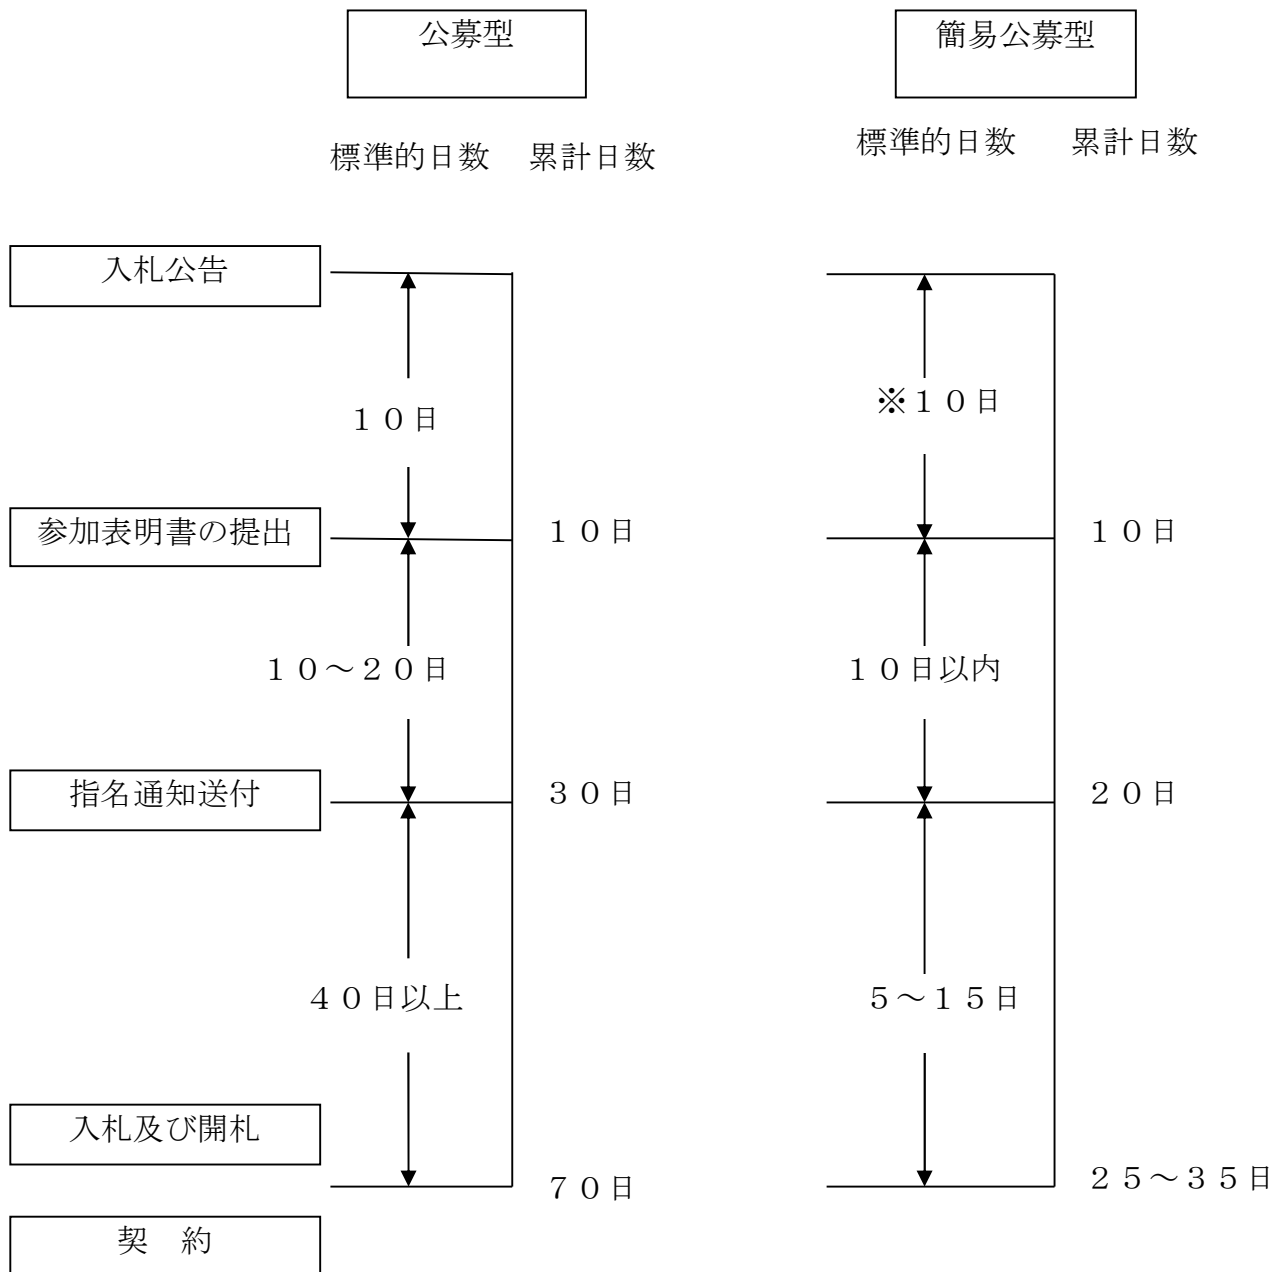 公募型
簡易公募型
標準的日数 累計日数
標準的日数 累計日数
入札公告
１０日
※１０日
参加表明書の提出
１０日
１０日
１０～２０日
１０日以内
指名通知送付
３０日
２０日
４０日以上
５～１５日
入札及び開札
７０日
２５～３５日
契　約